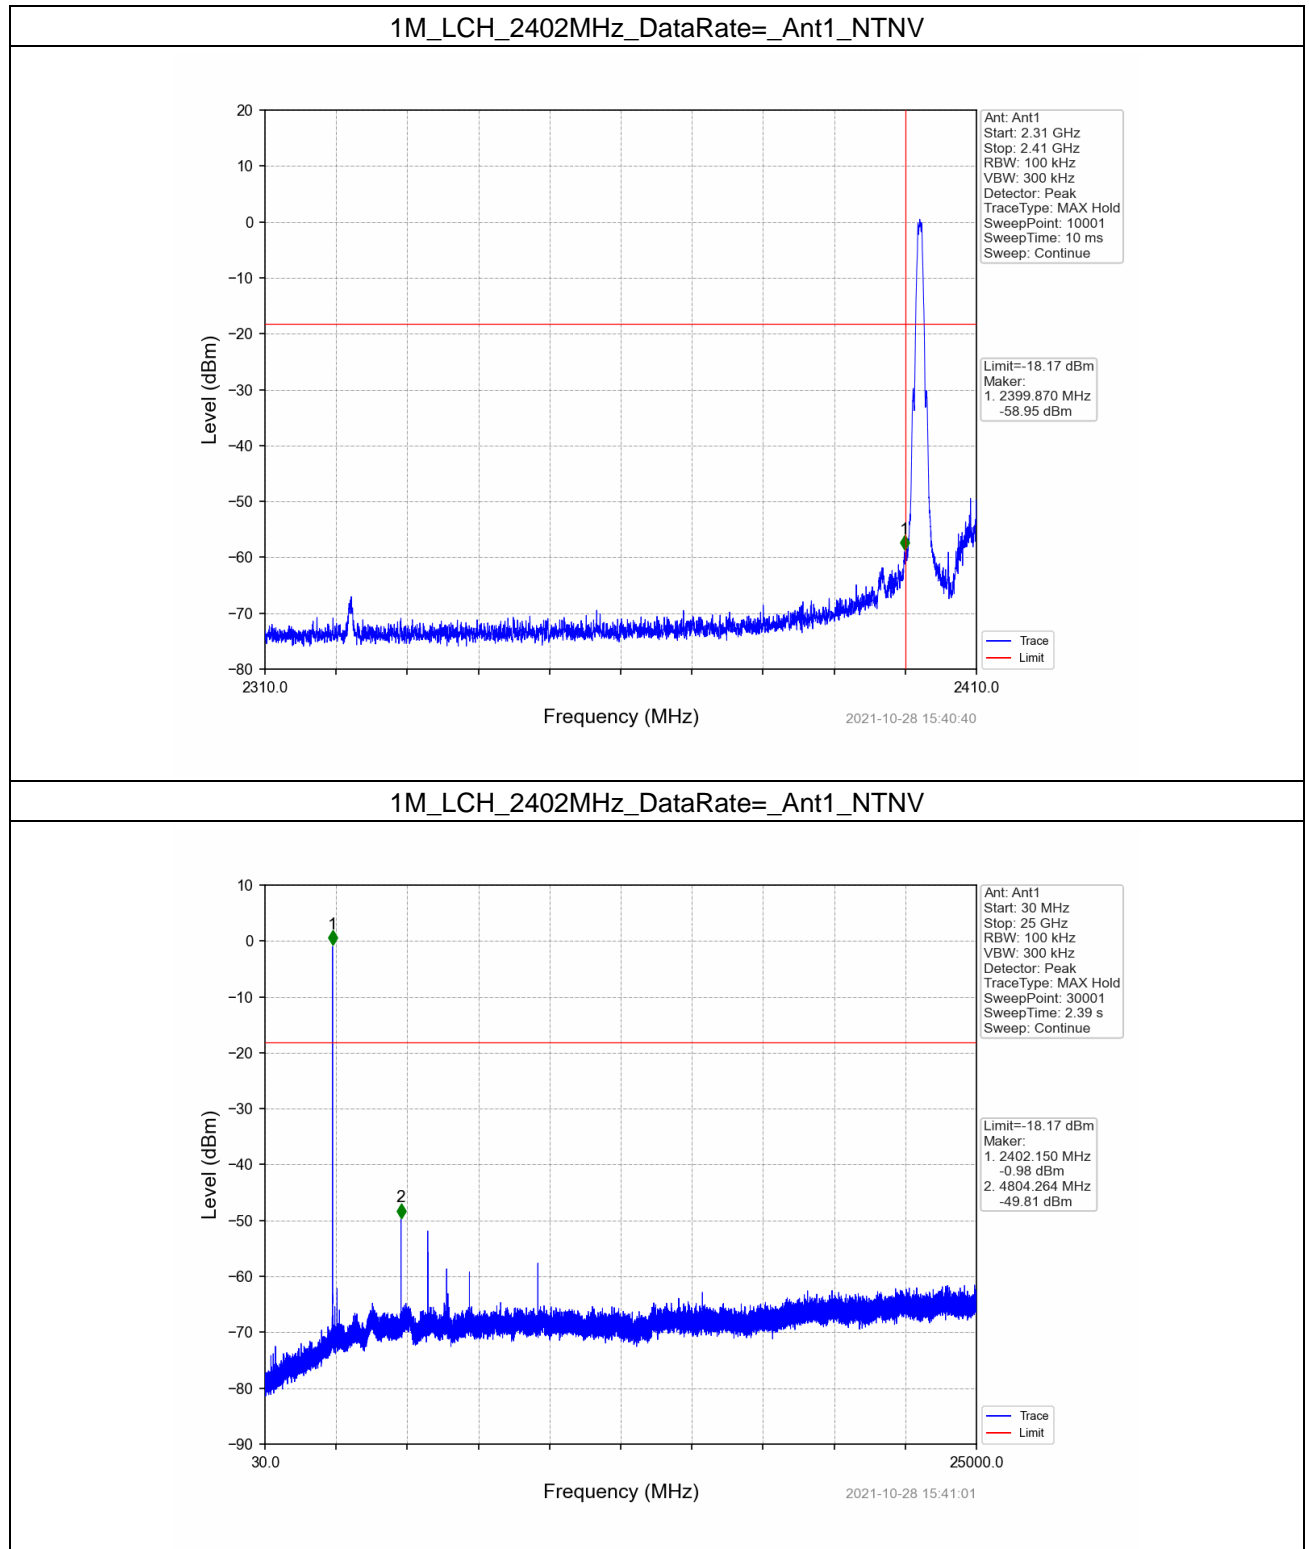 1M_LCH_2402MHz_DataRate=_Ant1_NTNV
20
10
0
−10
−20
−30
−40
−50
−60
−70
−80
Level (dBm)
1
2310.0
2410.0
Frequency (MHz)
2021-10-28 15:40:40
Ant: Ant1
Start: 2.31 GHz
Stop: 2.41 GHz
RBW: 100 kHz
VBW: 300 kHz
Detector: Peak
TraceType: MAX Hold
SweepPoint: 10001
SweepTime: 10 ms
Sweep: Continue
Limit=-18.17 dBm
Maker:
1. 2399.870 MHz
-58.95 dBm
Trace
Limit
1M_LCH_2402MHz_DataRate=_Ant1_NTNV
10
0
−10
−20
−30
−40
−50
−60
−70
−80
−90
Level (dBm)
1
2
30.0
25000.0
Frequency (MHz)
2021-10-28 15:41:01
Ant: Ant1
Start: 30 MHz
Stop: 25 GHz
RBW: 100 kHz
VBW: 300 kHz
Detector: Peak
TraceType: MAX Hold
SweepPoint: 30001
SweepTime: 2.39 s
Sweep: Continue
Limit=-18.17 dBm
Maker:
1. 2402.150 MHz
-0.98 dBm
2. 4804.264 MHz
-49.81 dBm
Trace
Limit